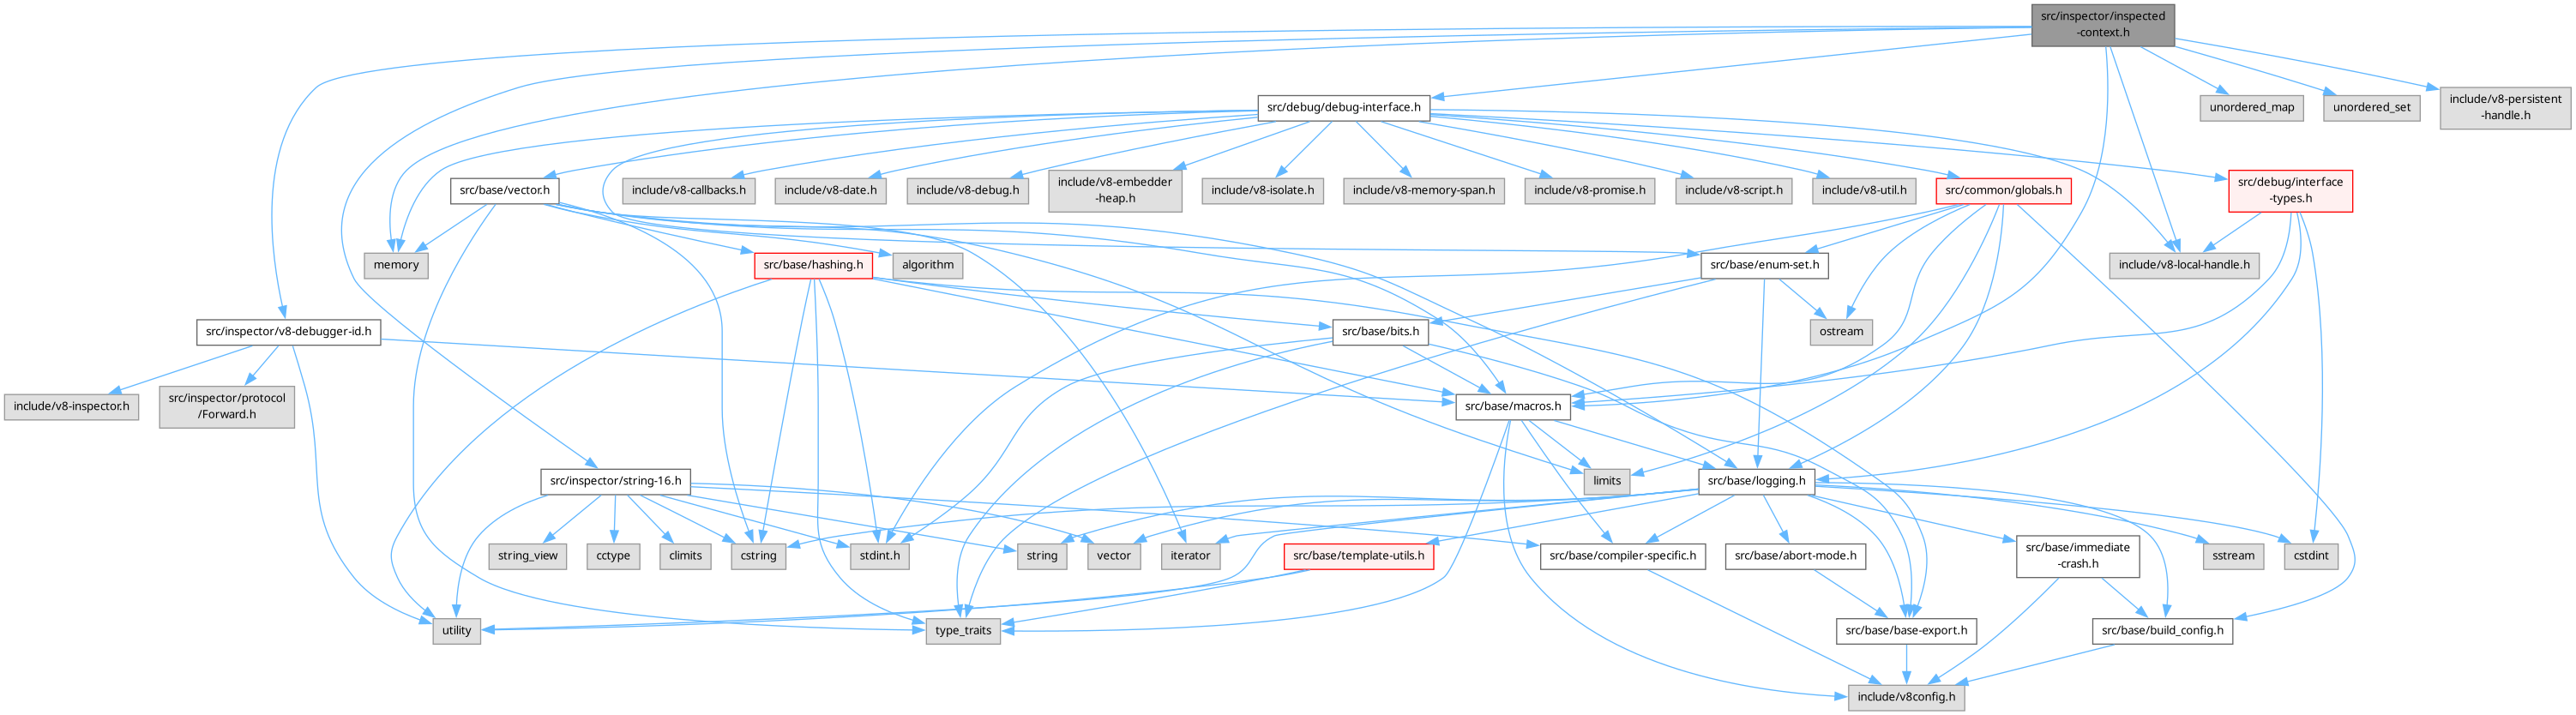 src/inspector/inspected
-context.h
src/debug/debug-interface.h
unordered_map
unordered_set
include/v8-persistent
-handle.h
src/base/vector.h
include/v8-callbacks.h
include/v8-date.h
include/v8-debug.h
include/v8-embedder
-heap.h
include/v8-isolate.h
include/v8-memory-span.h
include/v8-promise.h
include/v8-script.h
include/v8-util.h
src/common/globals.h
src/debug/interface
-types.h
memory
src/base/hashing.h
algorithm
src/base/enum-set.h
include/v8-local-handle.h
src/inspector/v8-debugger-id.h
src/base/bits.h
ostream
include/v8-inspector.h
src/inspector/protocol
/Forward.h
src/base/macros.h
src/inspector/string-16.h
limits
src/base/logging.h
string_view
cctype
climits
cstring
stdint.h
string
vector
iterator
src/base/template-utils.h
src/base/compiler-specific.h
src/base/abort-mode.h
src/base/immediate
-crash.h
sstream
cstdint
utility
type_traits
src/base/base-export.h
src/base/build_config.h
include/v8config.h